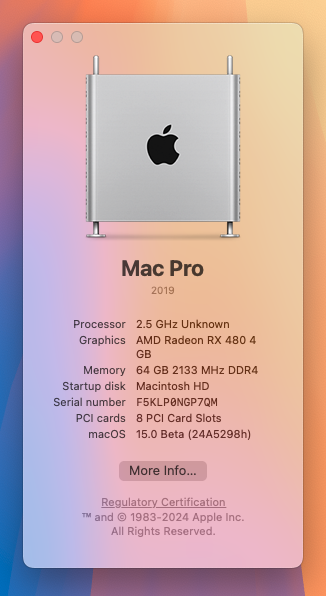 Mac Pro
2019
Processor 2.5 GHz Unknown
Graphics AMD Radeon RX 480 4
GB
Memory 64 GB 2133 MHz DDR4
Startup disk Macintosh HD
Serial number F5KLP0NGP7QM
PCI cards 8 PCI Card Slots
macOS 15.0 Beta (24A5298h)
More Info...
Regulatory Certification
™ and © 1983-2024 Apple Inc.
All Rights Reserved.